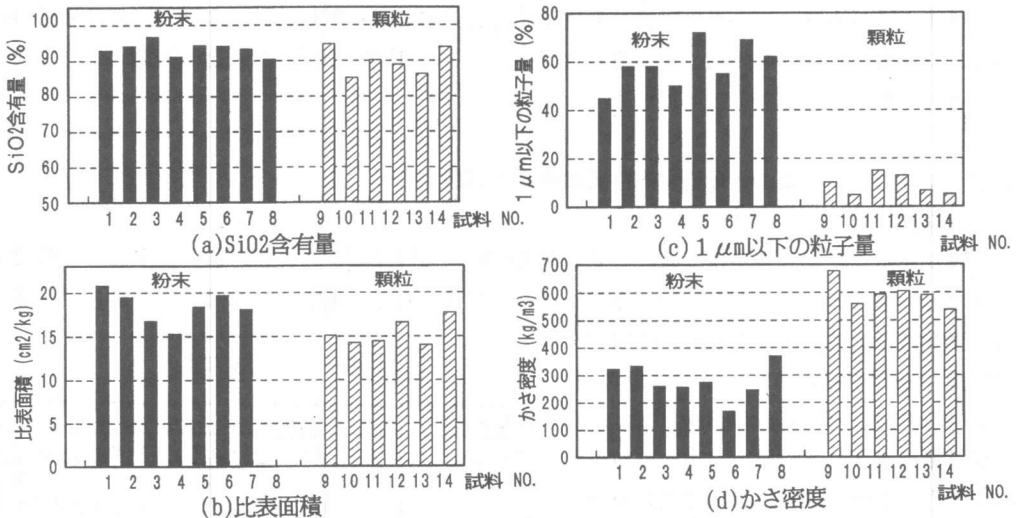 SiO2含有量 (%)
100
90
80
70
60
50
粉末
顆粒
1 2 3 4 5 6 7 8 9 10 11 12 13 14 試料 NO.
(a)SiO2含有量
1μm以下の粒子量 (%)
80
60
40
20
0
粉末
顆粒
1 2 3 4 5 6 7 8 9 10 11 12 13 14 試料 NO.
(c)1μm以下の粒子量
比表面積 (cm2/kg)
20
15
10
5
0
粉末
顆粒
1 2 3 4 5 6 7 8 9 10 11 12 13 14 試料 NO.
(b)比表面積
かさ密度 (kg/m3)
700
600
500
400
300
200
100
0
粉末
顆粒
1 2 3 4 5 6 7 8 9 10 11 12 13 14 試料 NO.
(d)かさ密度